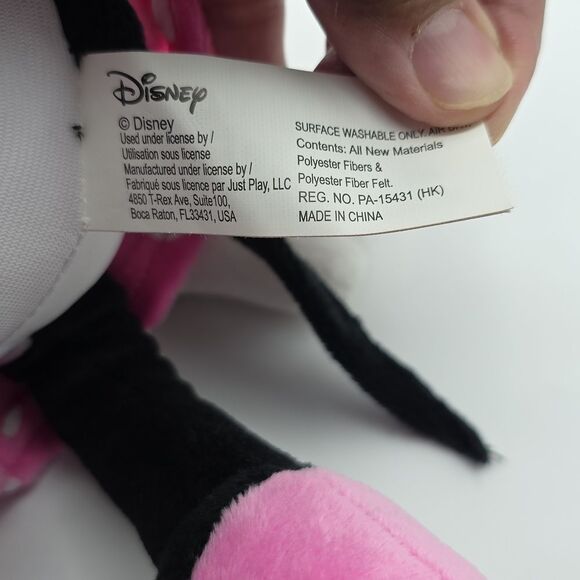 Disney
© Disney
Used under license by /
Utilisation sous license
Manufactured under license by /
Fabriqué sous licence par Just Play, LLC
4850 T-Rex Ave, Suite100,
Boca Raton, FL33431, USA
SURFACE WASHABLE ONLY. AIR
Contents: All New Materials
Polyester Fibers &
Polyester Fiber Felt.
REG. NO. PA-15431 (HK)
MADE IN CHINA